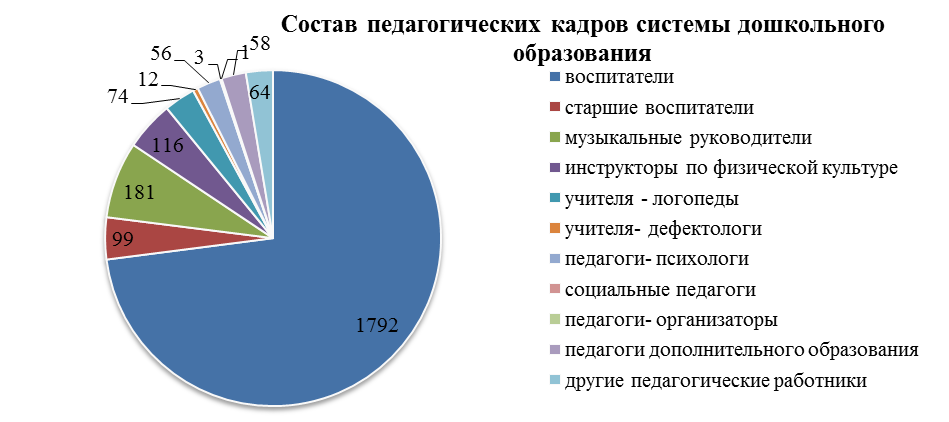 Состав педагогических кадров системы дошкольного
образования
58
1
3
56
12
74
64
116
181
99
1792
воспитатели
старшие воспитатели
музыкальные руководители
инструкторы по физической культуре
учителя - логопеды
учителя- дефектологи
педагоги- психологи
социальные педагоги
педагоги- организаторы
педагоги дополнительного образования
другие педагогические работники